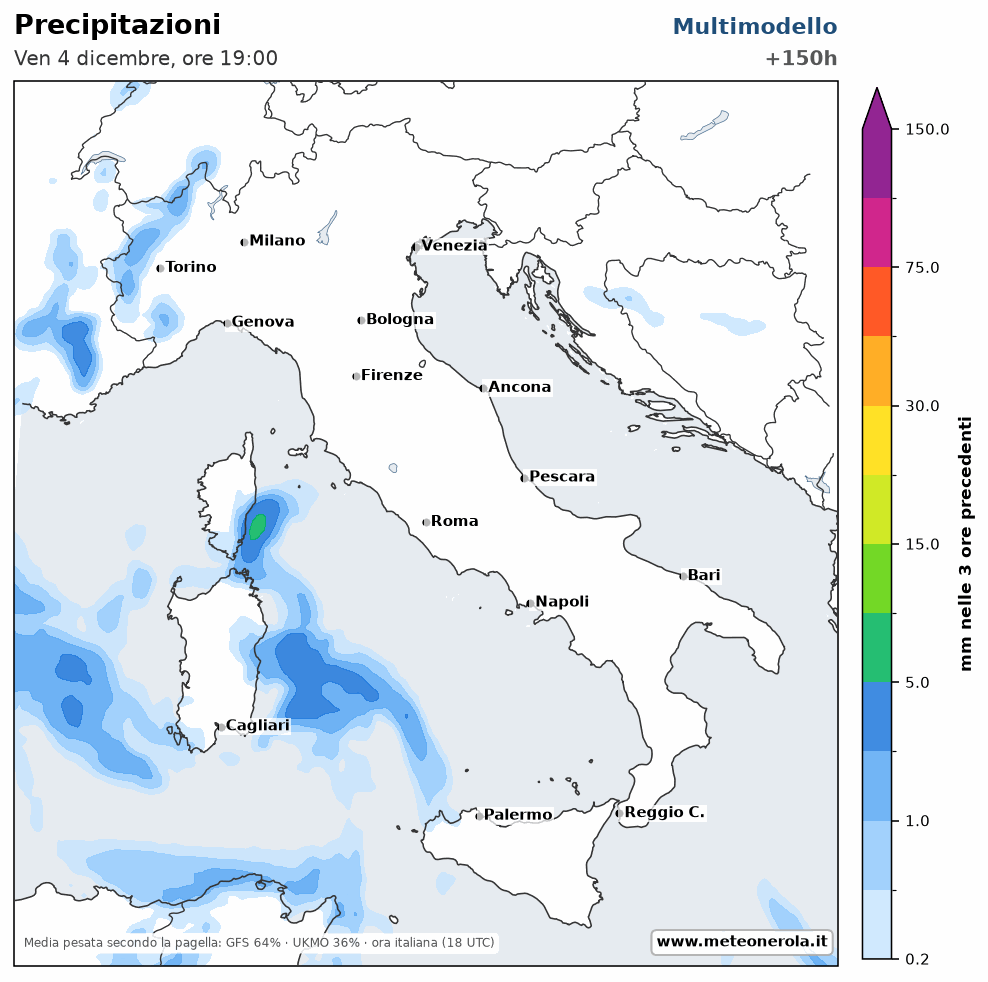 Precipitazioni
Multimodello
Ven 4 dicembre, ore 19:00
+150h
Milano
Venezia
Torino
Genova
Bologna
Firenze
Ancona
Pescara
Roma
Bari
Napoli
Cagliari
Palermo
Reggio C.
150.0
75.0
30.0
15.0
5.0
1.0
0.2
mm nelle 3 ore precedenti
Media pesata secondo la pagella: GFS 64% · UKMO 36% · ora italiana (18 UTC)
www.meteonerola.it